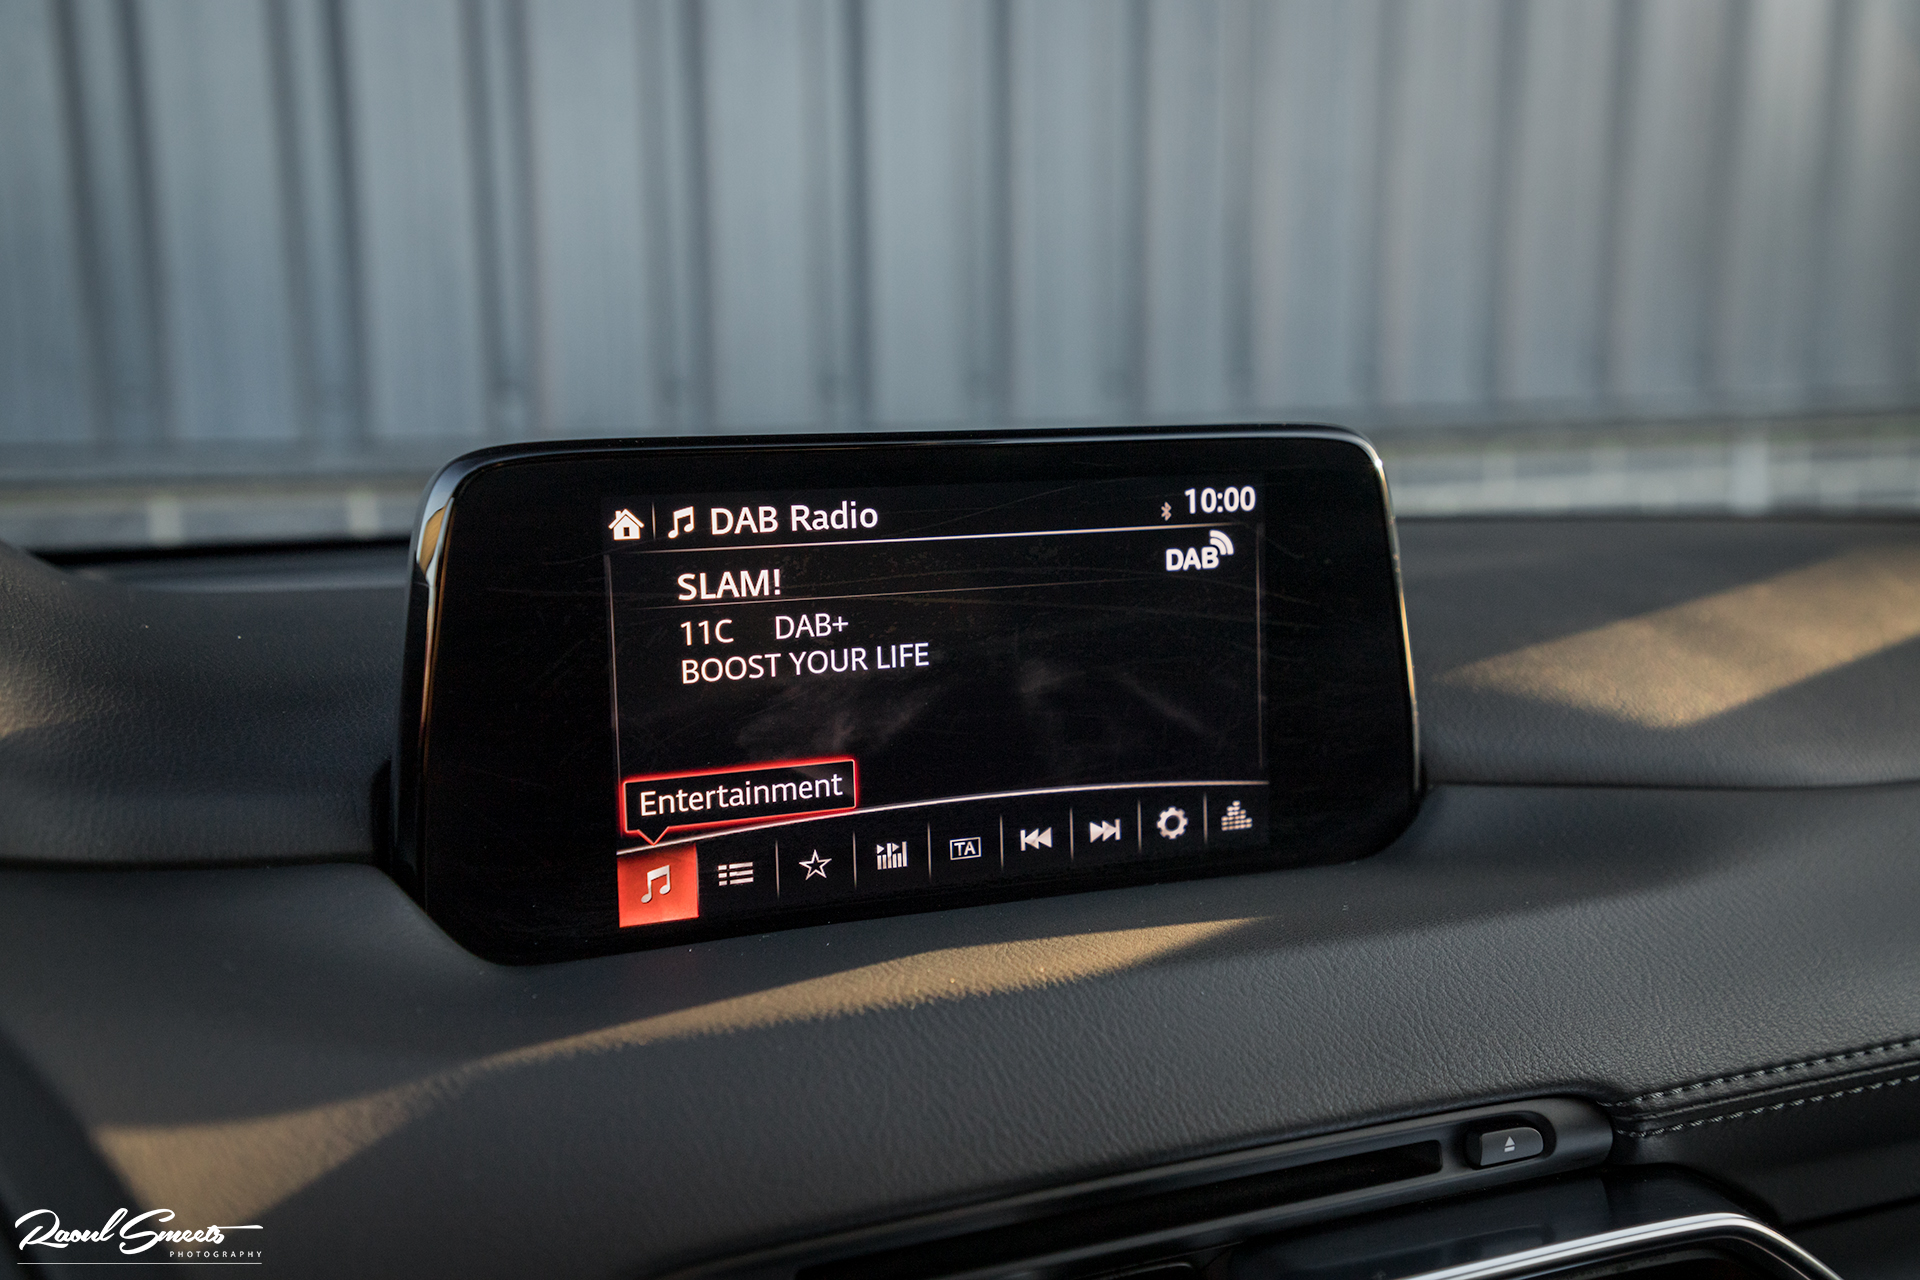 DAB Radio
10:00
DAB
SLAM!
11C DAB+
BOOST YOUR LIFE
Entertainment
TA
Raoul Smeets
PHOTOGRAPHY